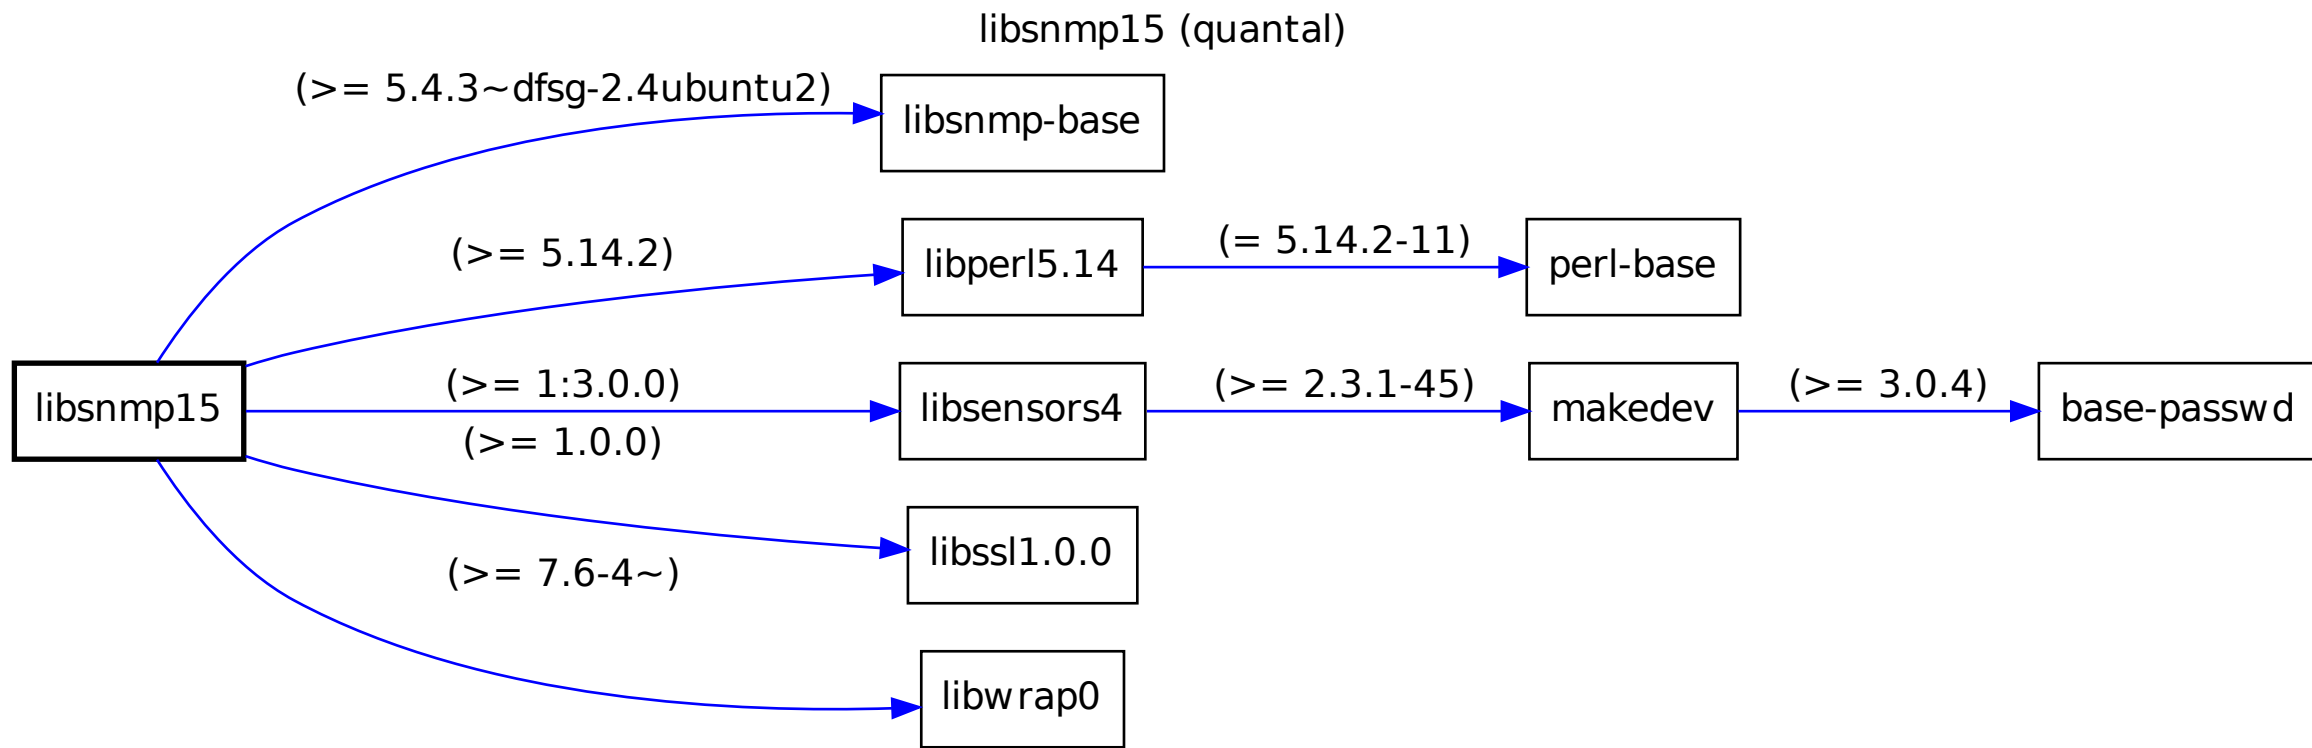 libsnmp15 (quantal)
(>= 5.4.3~dfsg-2.4ubuntu2)
libsnmp-base
(>= 5.14.2)
libperl5.14
(= 5.14.2-11)
perl-base
libsnmp15
(>= 1:3.0.0)
libsensors4
(>= 2.3.1-45)
makedev
(>= 3.0.4)
base-passwd
(>= 1.0.0)
libssl1.0.0
(>= 7.6-4~)
libwrap0